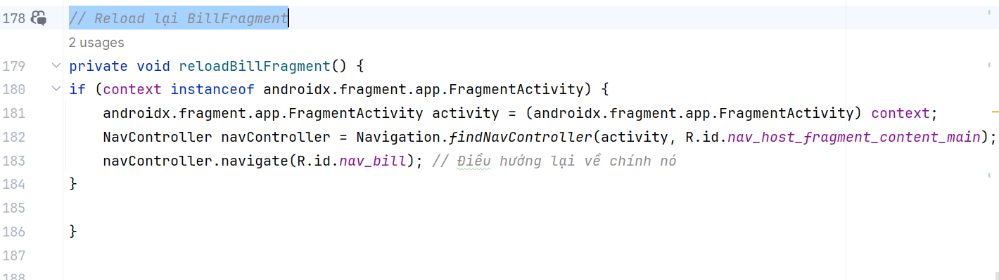 178 // Reload lại BillFragment
2 usages
179 private void reloadBillFragment() {
180 if (context instanceof androidx.fragment.app.FragmentActivity) {
181     androidx.fragment.app.FragmentActivity activity = (androidx.fragment.app.FragmentActivity) context;
182     NavController navController = Navigation.findNavController(activity, R.id.nav_host_fragment_content_main);
183     navController.navigate(R.id.nav_bill); // Điều hướng lại về chính nó
184 }
185
186 }
187
188